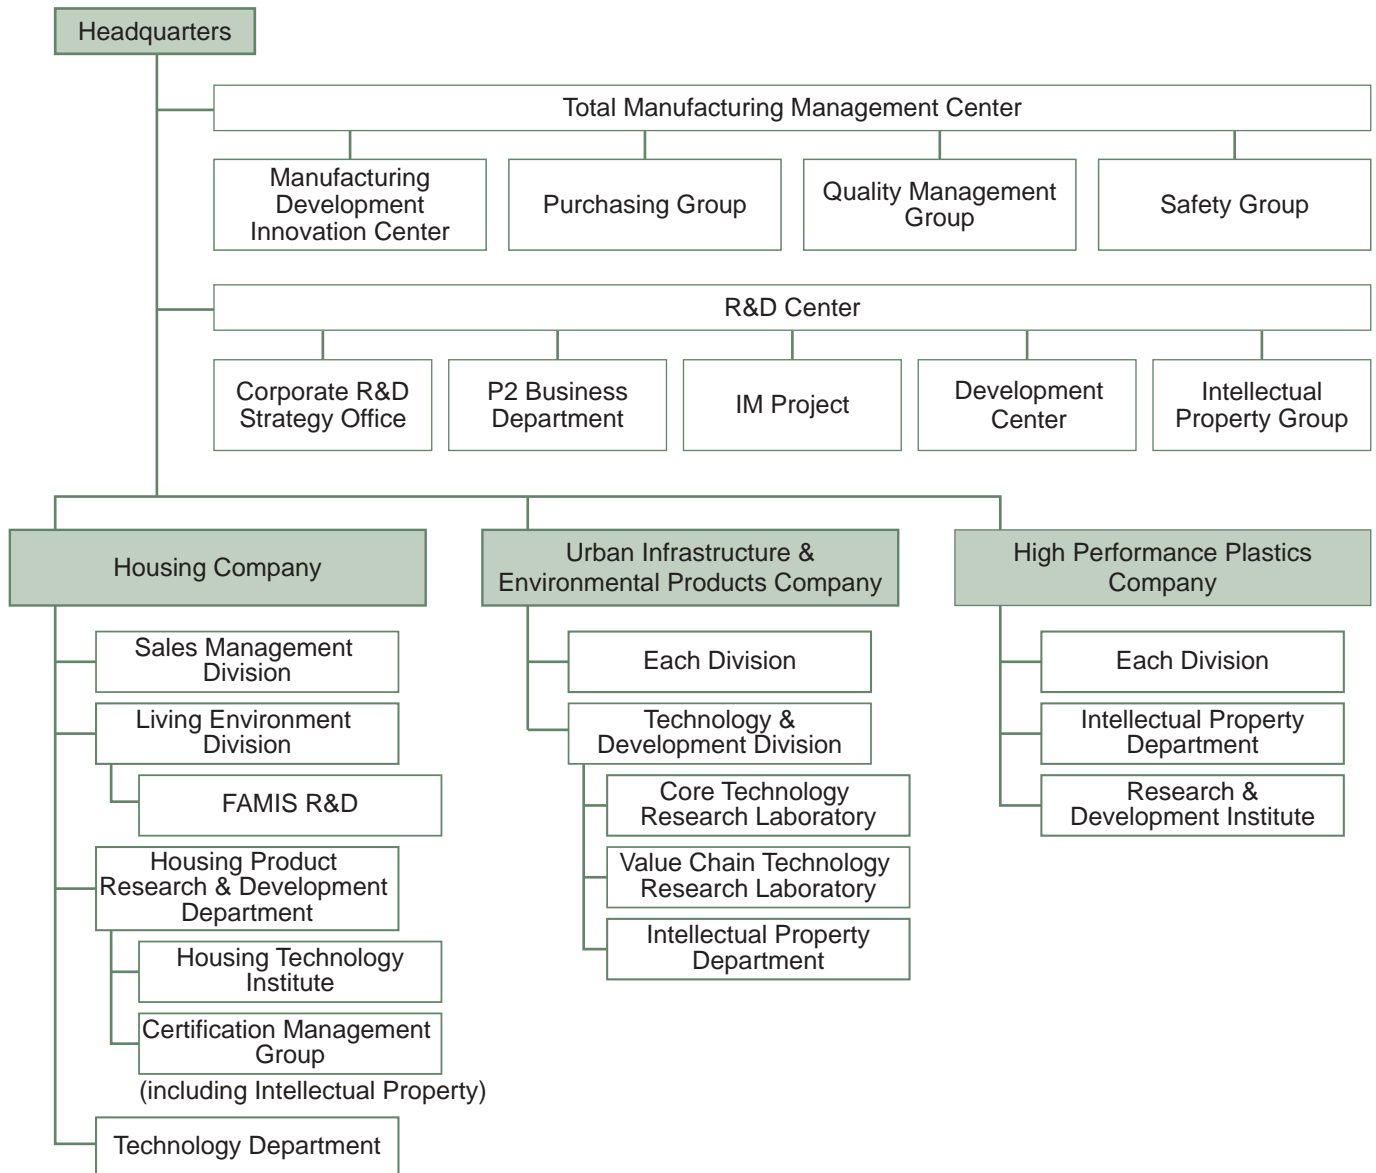 Headquarters
Total Manufacturing Management Center
Manufacturing
Development
Innovation Center
Purchasing Group
Quality Management
Group
Safety Group
R&D Center
Corporate R&D
Strategy Office
P2 Business
Department
IM Project
Development
Center
Intellectual
Property Group
Housing Company
Sales Management
Division
Living Environment
Division
FAMIS R&D
Housing Product
Research & Development
Department
Housing Technology
Institute
Certification Management
Group
(including Intellectual Property)
Technology Department
Urban Infrastructure &
Environmental Products Company
Each Division
Technology &
Development Division
Core Technology
Research Laboratory
Value Chain Technology
Research Laboratory
Intellectual Property
Department
High Performance Plastics
Company
Each Division
Intellectual Property
Department
Research &
Development Institute